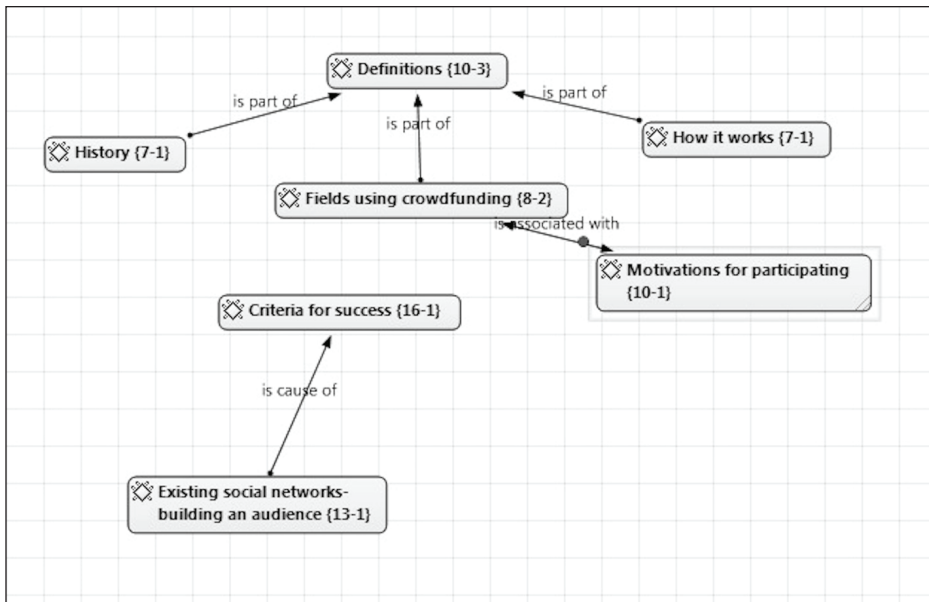 Definitions {10-3}
is part of
is part of
is part of
History {7-1}
How it works {7-1}
Fields using crowdfunding {8-2}
is associated with
Motivations for participating
{10-1}
Criteria for success {16-1}
is cause of
Existing social networks-
building an audience {13-1}